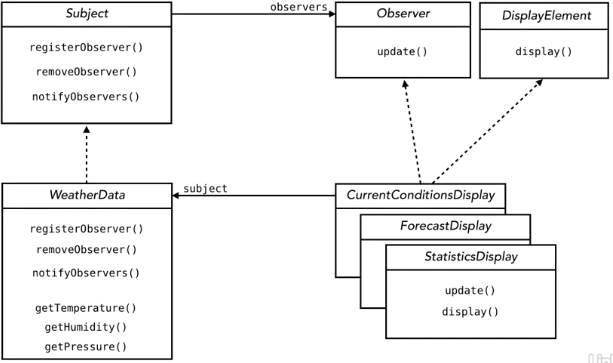 Subject
registerObserver()
removeObserver()
notifyObservers()
observers
Observer
update()
DisplayElement
display()
WeatherData
registerObserver()
removeObserver()
notifyObservers()
getTemperature()
getHumidity()
getPressure()
subject
CurrentConditionsDisplay
ForecastDisplay
StatisticsDisplay
update()
display()